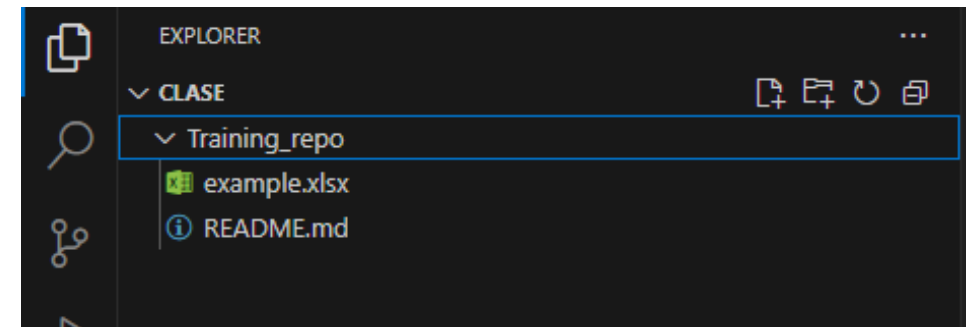 EXPLORER
CLASE
Training_repo
example.xlsx
README.md